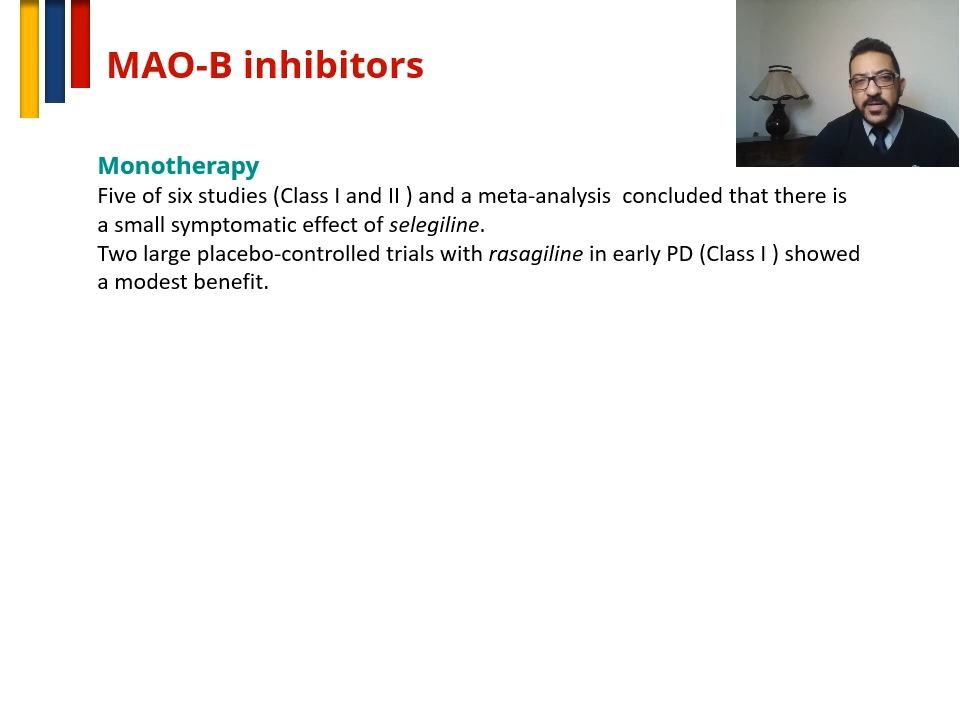 MAO-B inhibitors
Monotherapy
Five of six studies (Class I and II ) and a meta-analysis  concluded that there is
a small symptomatic effect of selegiline.
Two large placebo-controlled trials with rasagiline in early PD (Class I ) showed
a modest benefit.